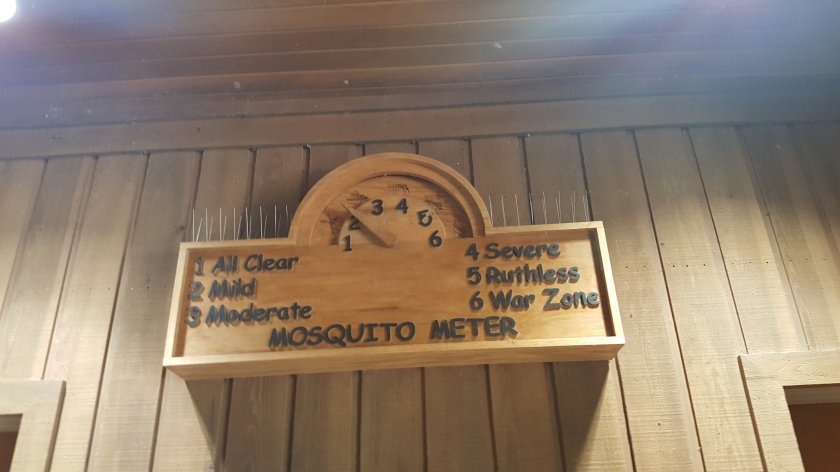 1 2 3 4 5 6
1 All Clear
2 Mild
3 Moderate
4 Severe
5 Ruthless
6 War Zone
MOSQUITO METER